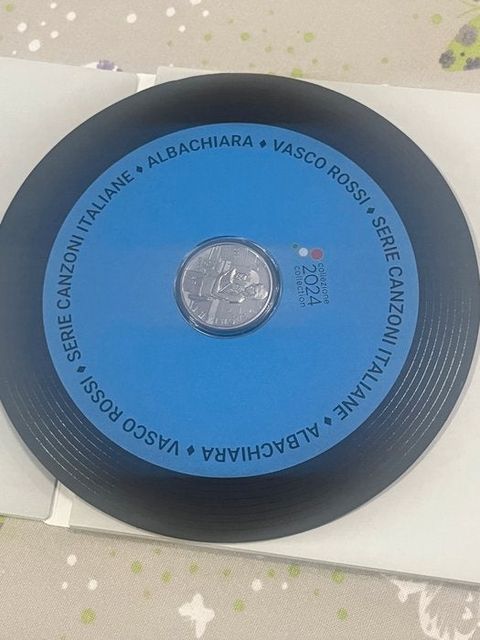 ALBACHIARA ♦ VASCO ROSSI ♦ SERIE CANZONI ITALIANE ♦ ALBACHIARA ♦ VASCO ROSSI ♦ SERIE CANZONI ITALIANE ♦
collezione
2024
collection